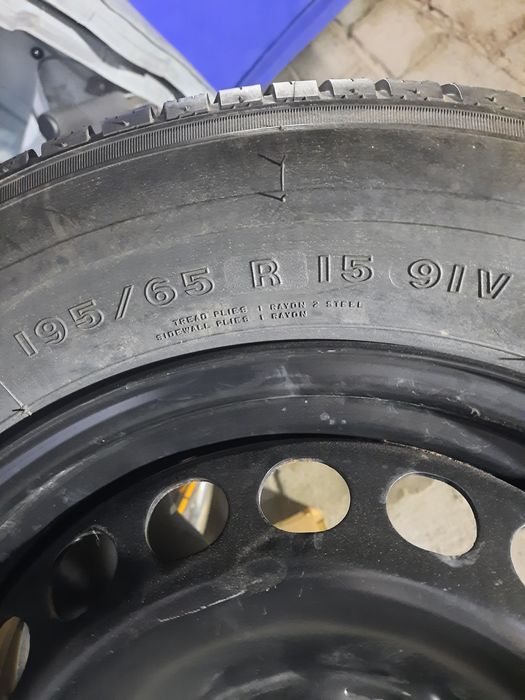 195/65 R 15 91V
TREAD PLIES 1 RAYON 2 STEEL
SIDEWALL PLIES 1 RAYON